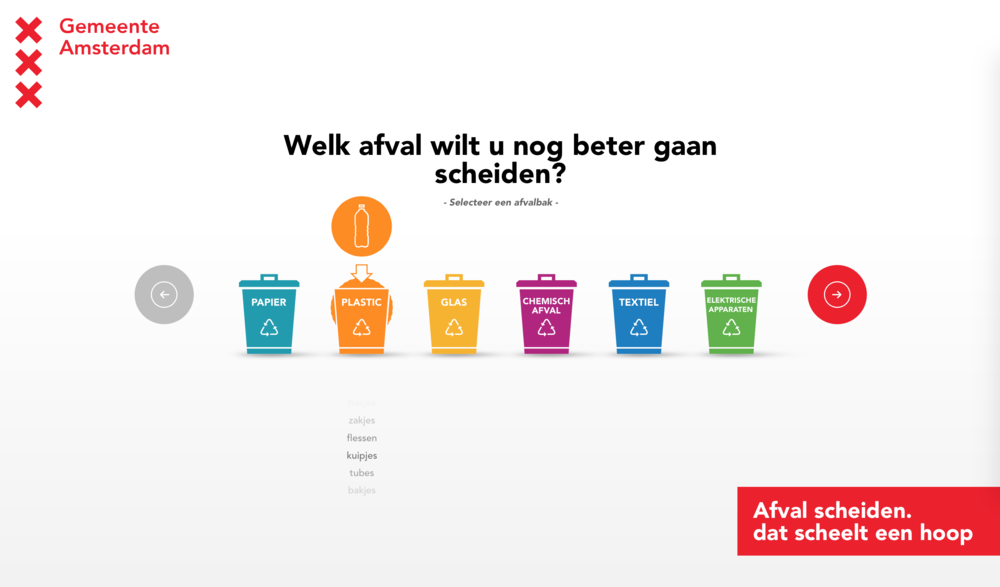 Gemeente
Amsterdam
Welk afval wilt u nog beter gaan
scheiden?
- Selecteer een afvalbak -
PAPIER
PLASTIC
GLAS
CHEMISCH
AFVAL
TEXTIEL
ELEKTRISCHE
APPARATEN
zakjes
flessen
kuipjes
tubes
bakjes
Afval scheiden.
dat scheelt een hoop